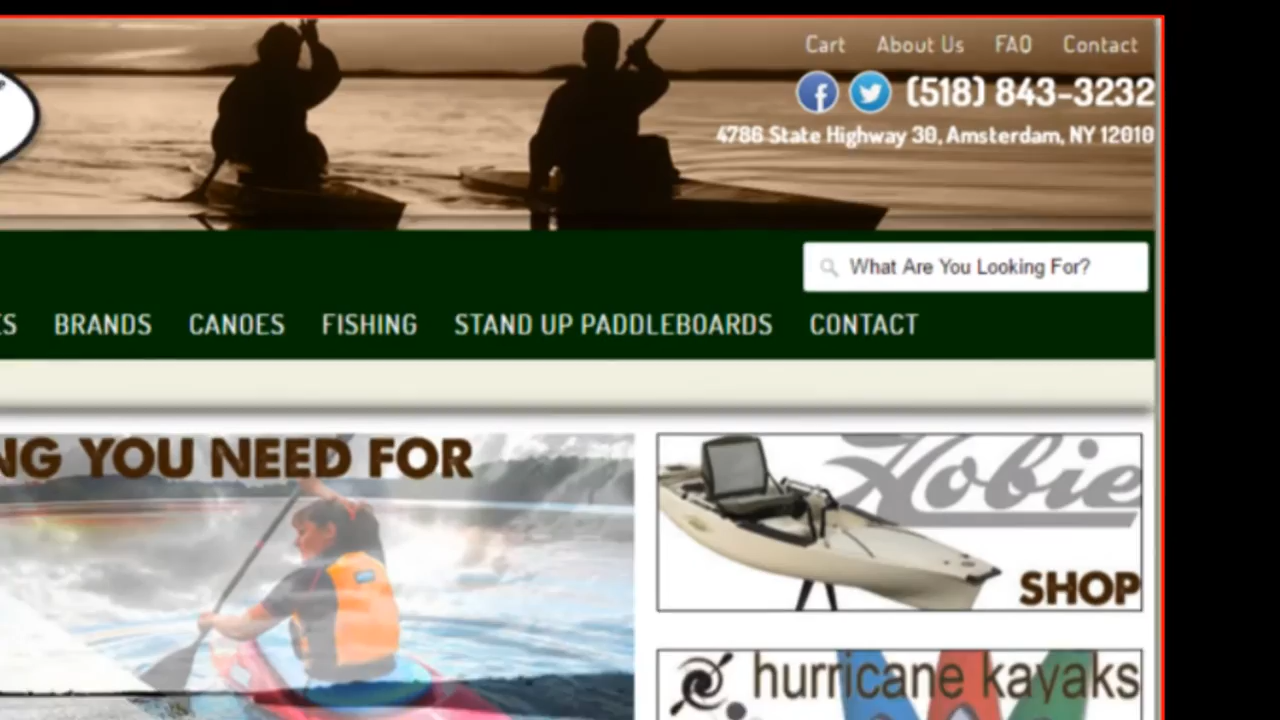 Cart About Us FAQ Contact
(518) 843-3232
4786 State Highway 30, Amsterdam, NY 12010
What Are You Looking For?
BRANDS CANOES FISHING STAND UP PADDLEBOARDS CONTACT
YOU NEED FOR
Hobie
SHOP
hurricane kayaks